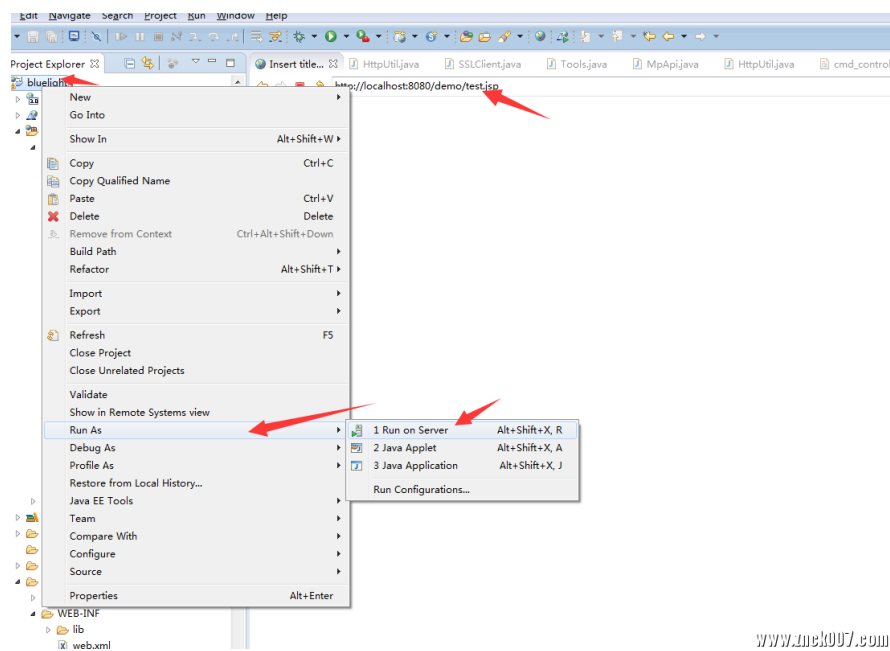 Edit Navigate Search Project Run Window Help
Project Explorer
Insert title...
HttpUtil.java
SSLClient.java
Tools.java
MpApi.java
HttpUtil.java
cmd_control
bluelight
http://localhost:8080/demo/test.jsp
New
Go Into
Show In Alt+Shift+W
Copy Ctrl+C
Copy Qualified Name
Paste Ctrl+V
Delete Delete
Remove from Context Ctrl+Alt+Shift+Down
Build Path
Refactor Alt+Shift+T
Import
Export
Refresh F5
Close Project
Close Unrelated Projects
Validate
Show in Remote Systems view
Run As
1 Run on Server Alt+Shift+X, R
Debug As
2 Java Applet Alt+Shift+X, A
Profile As
3 Java Application Alt+Shift+X, J
Restore from Local History...
Run Configurations...
Java EE Tools
Team
Compare With
Configure
Source
Properties Alt+Enter
WEB-INF
lib
web.xml
www.znck007.com